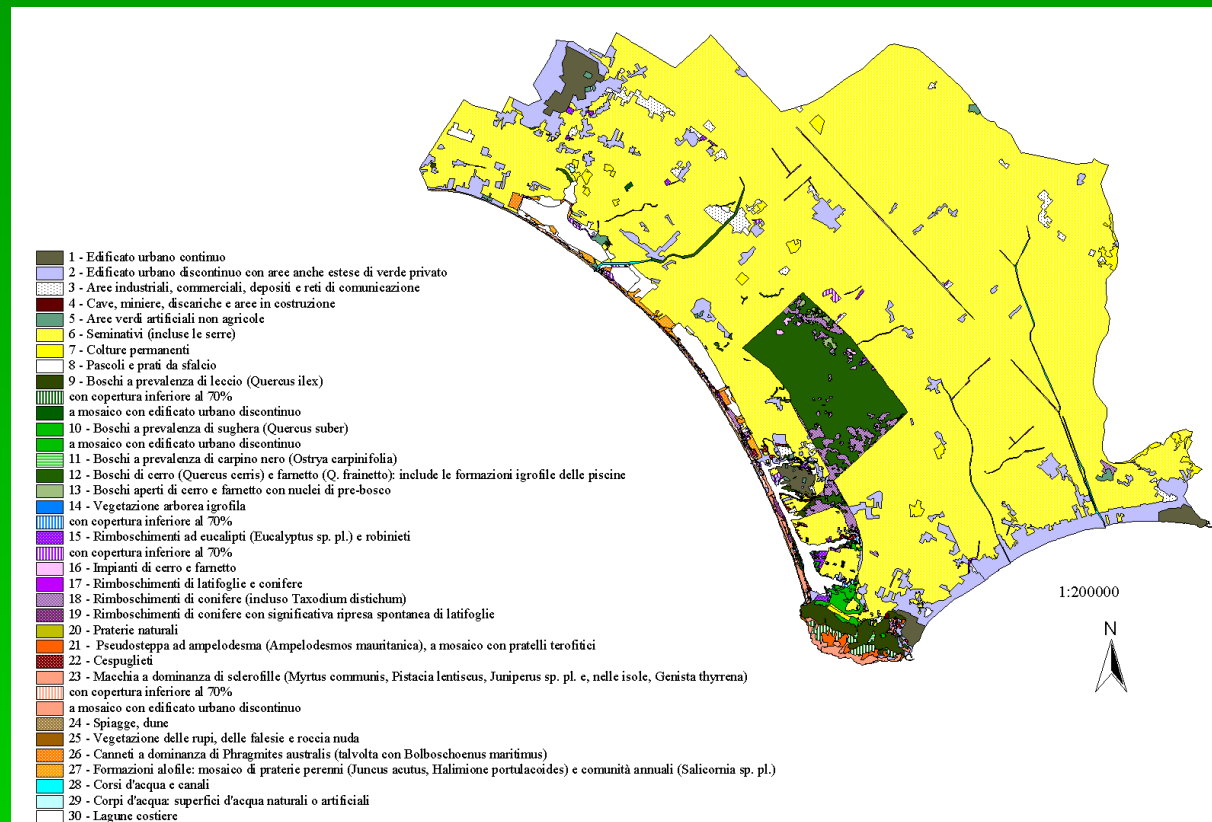 1 - Edificato urbano continuo
2 - Edificato urbano discontinuo con aree anche estese di verde privato
3 - Aree industriali, commerciali, depositi e reti di comunicazione
4 - Cave, miniere, discariche e aree in costruzione
5 - Aree verdi artificiali non agricole
6 - Seminativi (incluse le serre)
7 - Colture permanenti
8 - Pascoli e prati da sfalcio
9 - Boschi a prevalenza di leccio (Quercus ilex)
con copertura inferiore al 70%
a mosaico con edificato urbano discontinuo
10 - Boschi a prevalenza di sughera (Quercus suber)
a mosaico con edificato urbano discontinuo
11 - Boschi a prevalenza di carpino nero (Ostrya carpinifolia)
12 - Boschi di cerro (Quercus cerris) e farnetto (Q. frainetto): include le formazioni igrofile delle piscine
13 - Boschi aperti di cerro e farnetto con nuclei di pre-bosco
14 - Vegetazione arborea igrofila
con copertura inferiore al 70%
15 - Rimboschimenti ad eucalipti (Eucalyptus sp. pl.) e robinieti
con copertura inferiore al 70%
16 - Impianti di cerro e farnetto
17 - Rimboschimenti di latifoglie e conifere
18 - Rimboschimenti di conifere (incluso Taxodium distichum)
19 - Rimboschimenti di conifere con significativa ripresa spontanea di latifoglie
20 - Praterie naturali
21 - Pseudosteppa ad ampelodesma (Ampelodesmos mauritanica), a mosaico con pratelli terofitici
22 - Cespuglieti
23 - Macchia a dominanza di sclerofille (Myrtus communis, Pistacia lentiscus, Juniperus sp. pl. e, nelle isole, Genista thyrrena)
con copertura inferiore al 70%
a mosaico con edificato urbano discontinuo
24 - Spiagge, dune
25 - Vegetazione delle rupi, delle falesie e roccia nuda
26 - Canneti a dominanza di Phragmites australis (talvolta con Bolboschoenus maritimus)
27 - Formazioni alofile: mosaico di praterie perenni (Juncus acutus, Halimione portulacoides) e comunità annuali (Salicornia sp. pl.)
28 - Corsi d'acqua e canali
29 - Corpi d'acqua: superfici d'acqua naturali o artificiali
30 - Lagune costiere
1:200000
N